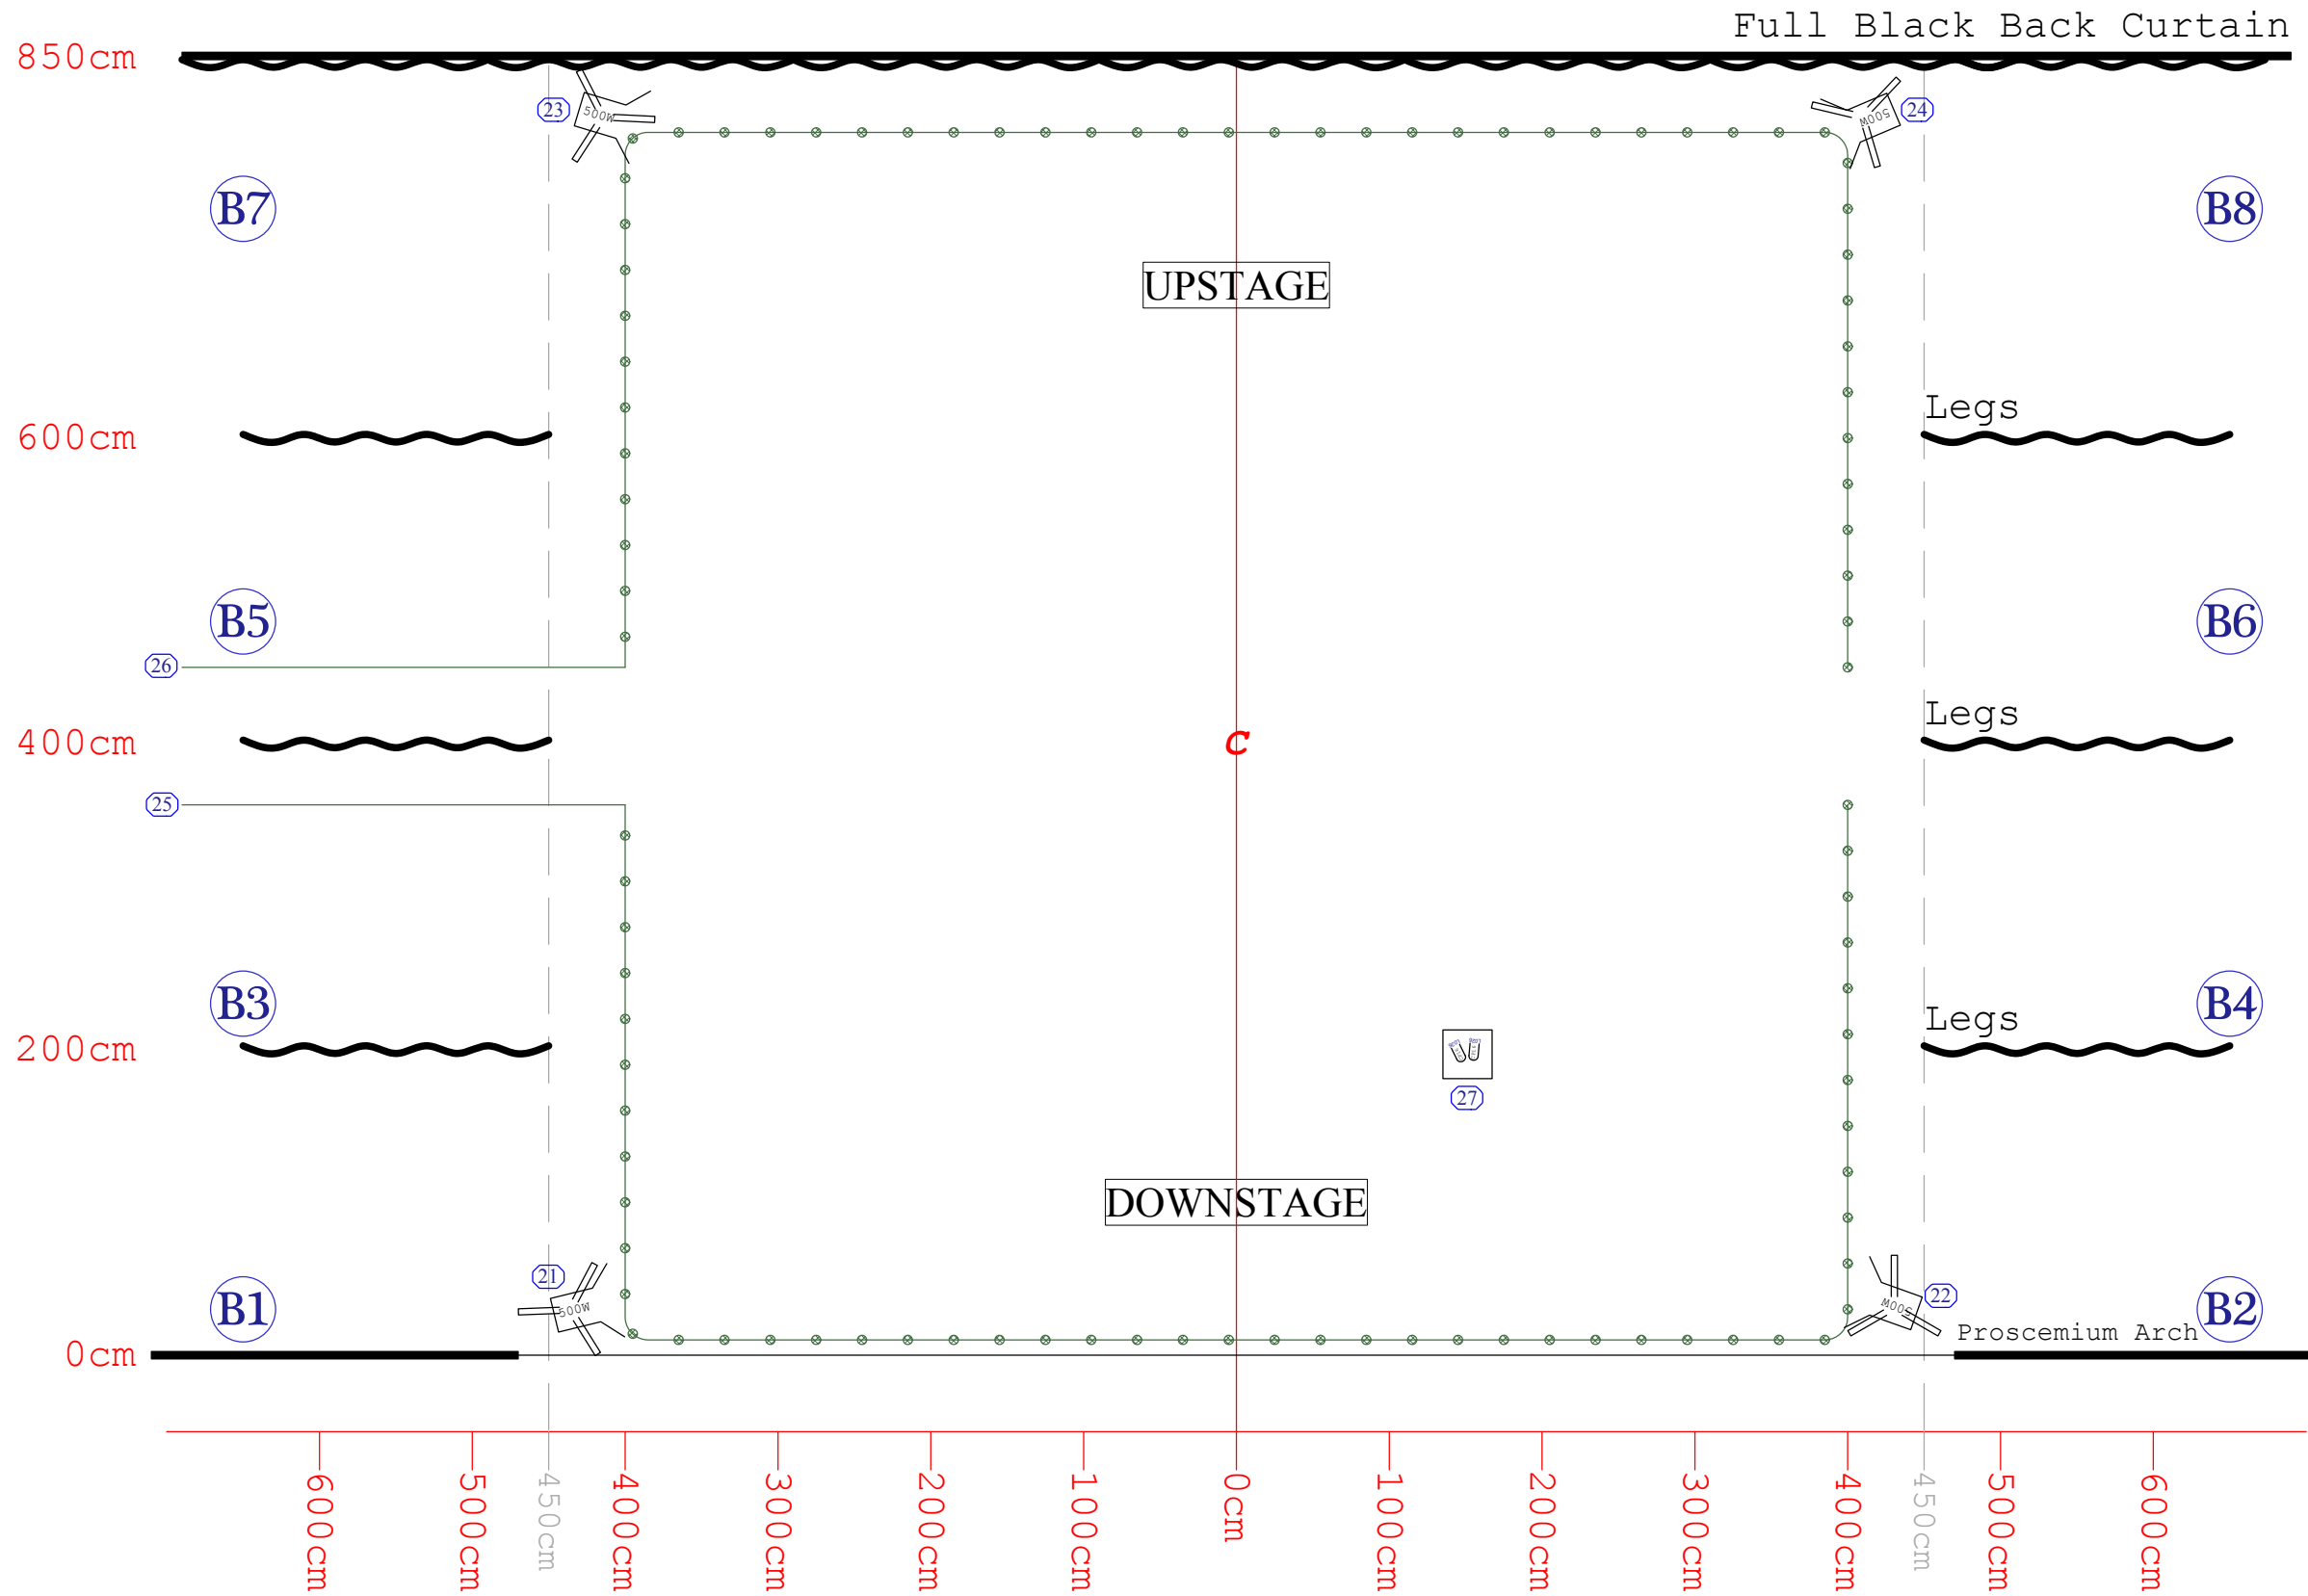 Full Black Back Curtain
850cm
23
500W
500W
24
B7
B8
UPSTAGE
600cm
Legs
B5
B6
26
Legs
400cm
C
25
B3
B4
Legs
200cm
27
DOWNSTAGE
21
500W
500W
22
B1
B2
Proscemium Arch
0cm
600cm
500cm
450cm
400cm
300cm
200cm
100cm
0cm
100cm
200cm
300cm
400cm
450cm
500cm
600cm